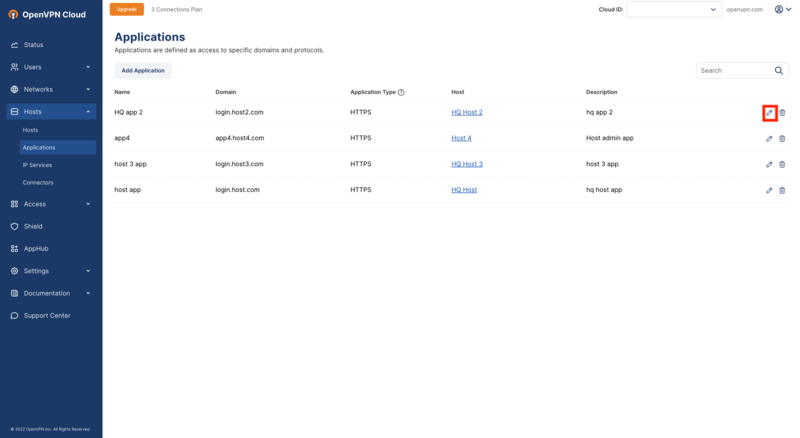 OpenVPN Cloud
Upgrade 3 Connections Plan
Cloud ID: .openvpn.com
Status
Users
Networks
Hosts
Hosts
Applications
IP Services
Connectors
Access
Shield
AppHub
Settings
Documentation
Support Center
© 2022 OpenVPN Inc. All Rights Reserved
Applications
Applications are defined as access to specific domains and protocols.
Add Application Search
Name Domain Application Type ? Host Description
HQ app 2 login.host2.com HTTPS HQ Host 2 hq app 2
app4 app4.host4.com HTTPS Host 4 Host admin app
host 3 app login.host3.com HTTPS HQ Host 3 host 3 app
host app login.host.com HTTPS HQ Host hq host app